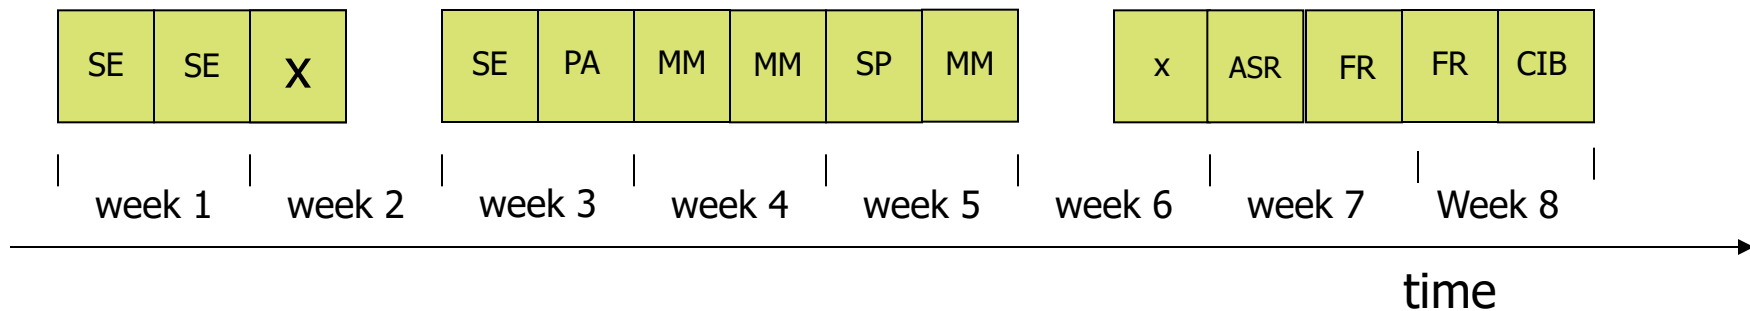 SE SE x SE PA MM MM SP MM x ASR FR FR CIB
week 1 week 2 week 3 week 4 week 5 week 6 week 7 Week 8
time